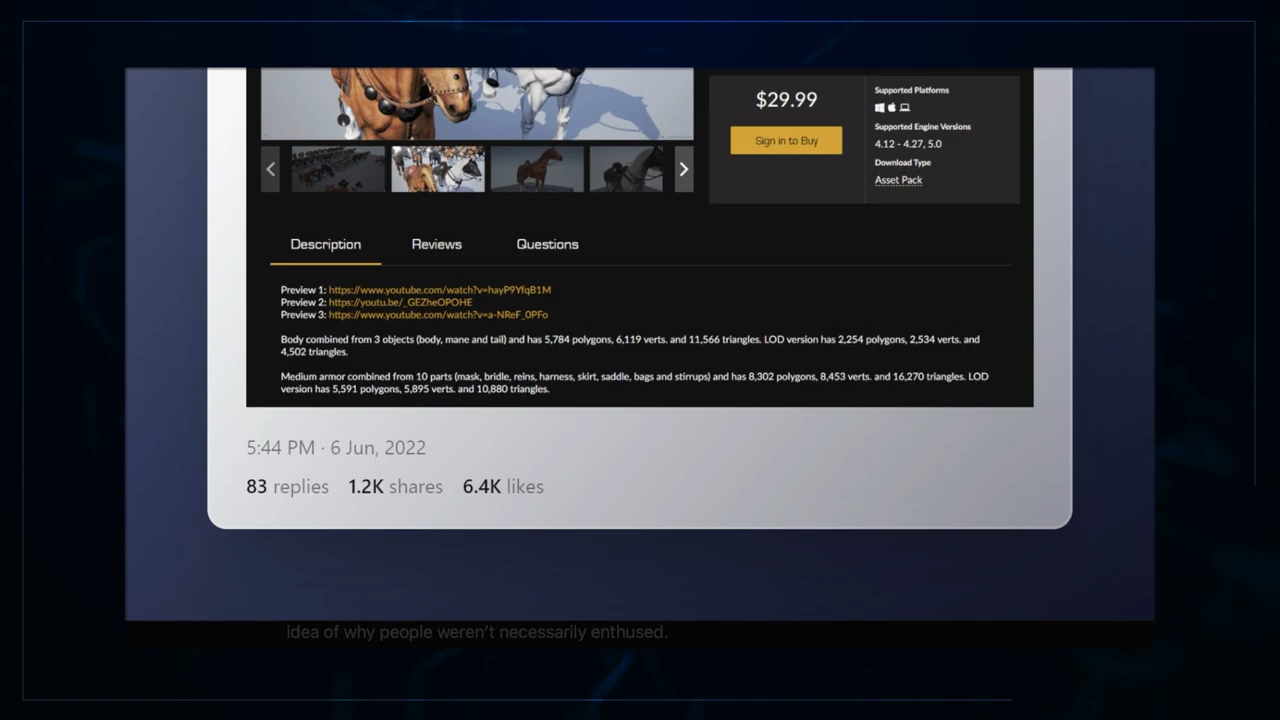 $29.99
Sign in to Buy
Supported Platforms
Supported Engine Versions
4.12 - 4.27, 5.0
Download Type
Asset Pack
Description Reviews Questions
Preview 1: https://www.youtube.com/watch?v=hayP9YfqB1M
Preview 2: https://youtu.be/_GEZheOPOHE
Preview 3: https://www.youtube.com/watch?v=a-NReF_0PFo
Body combined from 3 objects (body, mane and tail) and has 5,784 polygons, 6,119 verts. and 11,566 triangles. LOD version has 2,254 polygons, 2,534 verts. and
4,502 triangles.
Medium armor combined from 10 parts (mask, bridle, reins, harness, skirt, saddle, bags and stirrups) and has 8,302 polygons, 8,453 verts. and 16,270 triangles. LOD
version has 5,591 polygons, 5,895 verts. and 10,880 triangles.
5:44 PM · 6 Jun, 2022
83 replies 1.2K shares 6.4K likes
idea of why people weren’t necessarily enthused.